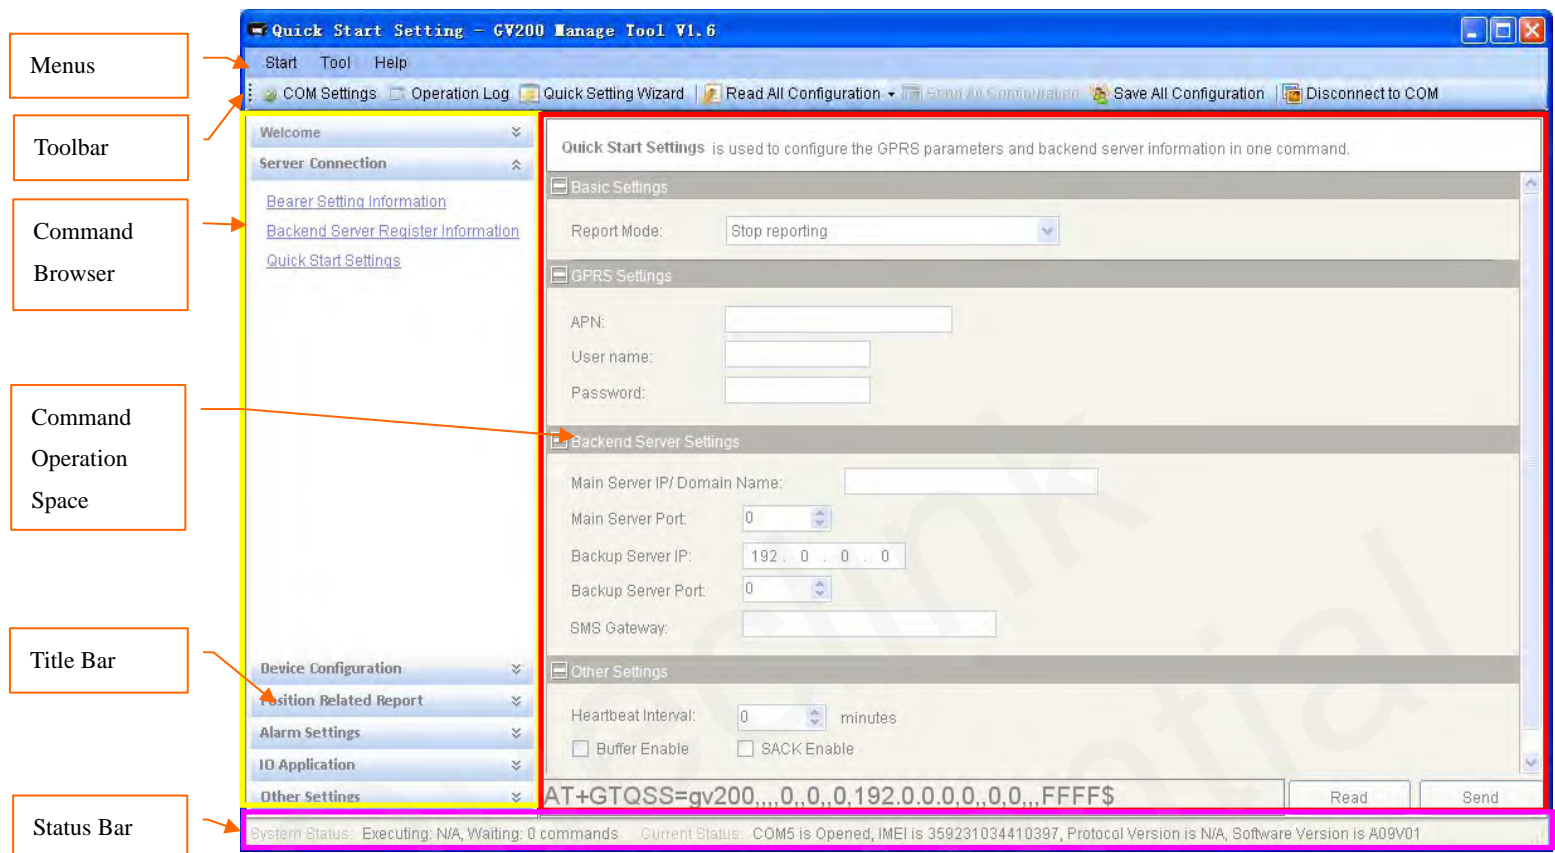 Quick Start Setting - GV200 Manage Tool V1.6
Menus
Start Tool Help
COM Settings Operation Log Quick Setting Wizard Read All Configuration Send All Configuration Save All Configuration Disconnect to COM
Toolbar
Welcome
Server Connection
Bearer Setting Information
Backend Server Register Information
Quick Start Settings
Command
Browser
Quick Start Settings is used to configure the GPRS parameters and backend server information in one command.
Basic Settings
Report Mode: Stop reporting
GPRS Settings
APN:
User name:
Password:
Command
Operation
Space
Backend Server Settings
Main Server IP/ Domain Name:
Main Server Port: 0
Backup Server IP: 192 . 0 . 0 . 0
Backup Server Port: 0
SMS Gateway:
Title Bar
Device Configuration
Position Related Report
Alarm Settings
IO Application
Other Settings
Other Settings
Heartbeat Interval: 0 minutes
Buffer Enable SACK Enable
AT+GTQSS=gv200,,,,0,,0,,0,192.0.0.0,0,,0,0,,,FFFF$
Read Send
Status Bar
System Status: Executing: N/A, Waiting: 0 commands Current Status: COM5 is Opened, IMEI is 359231034410397, Protocol Version is N/A, Software Version is A09V01